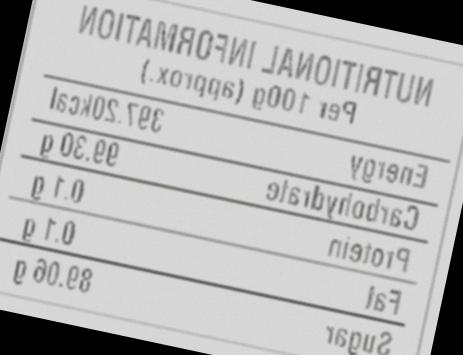 NUTRITIONAL INFORMATION
Per 100g (approx.)
Energy 397.20kcal
Carbohydrate 99.30 g
Protein 0.1 g
Fat 0.1 g
Sugar 89.06 g